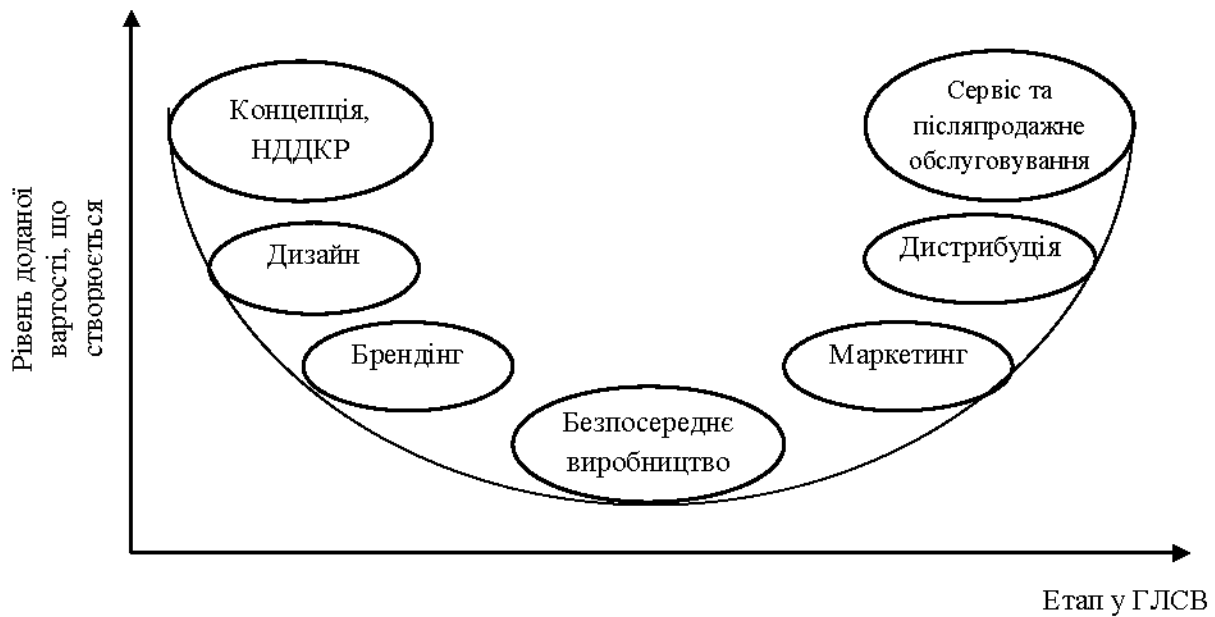 Рівень доданої
вартості, що
створюється
Концепція,
НДДКР
Дизайн
Брендінг
Безпосереднє
виробництво
Маркетинг
Дистрибуція
Сервіс та
післяпродажне
обслуговування
Етап у ГЛСВ